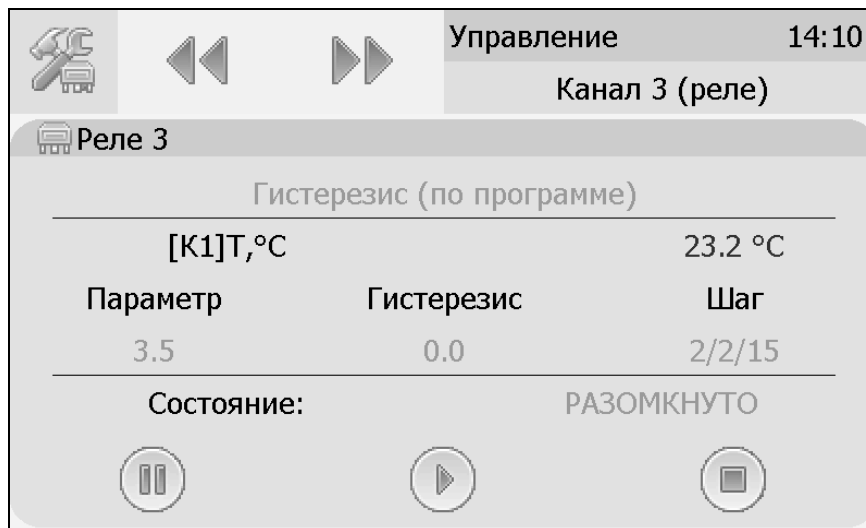 Управление 14:10
Канал 3 (реле)
Реле 3
Гистерезис (по программе)
[К1]T,°C 23.2 °C
Параметр Гистерезис Шаг
3.5 0.0 2/2/15
Состояние: РАЗОМКНУТО